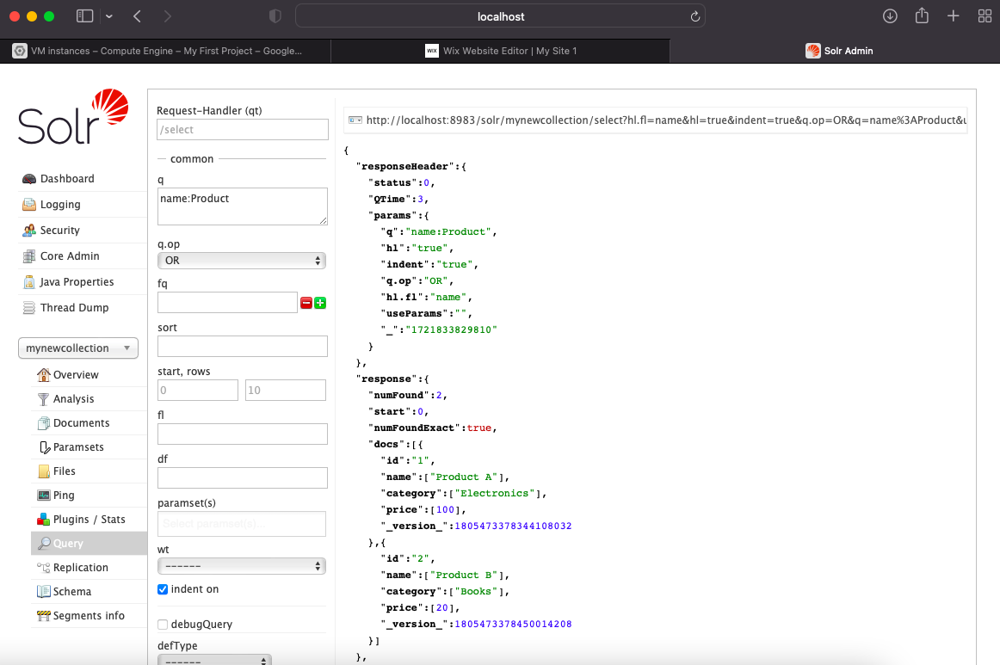 localhost
VM instances – Compute Engine – My First Project – Google...
WIX Wix Website Editor | My Site 1
Solr Admin
Solr
Dashboard
Logging
Security
Core Admin
Java Properties
Thread Dump
mynewcollection
Overview
Analysis
Documents
Paramsets
Files
Ping
Plugins / Stats
Query
Replication
Schema
Segments info
Request-Handler (qt)
/select
common
q
name:Product
q.op
OR
fq
sort
start, rows
0 10
fl
df
paramset(s)
Select paramset(s)...
wt
------
indent on
debugQuery
defType
------
http://localhost:8983/solr/mynewcollection/select?hl.fl=name&hl=true&indent=true&q.op=OR&q=name%3AProduct&u
{
"responseHeader":{
"status":0,
"QTime":3,
"params":{
"q":"name:Product",
"hl":"true",
"indent":"true",
"q.op":"OR",
"hl.fl":"name",
"useParams":"",
"_":"1721833829810"
}
},
"response":{
"numFound":2,
"start":0,
"numFoundExact":true,
"docs":[{
"id":"1",
"name":["Product A"],
"category":["Electronics"],
"price":[100],
"_version_":1805473378344108032
},{
"id":"2",
"name":["Product B"],
"category":["Books"],
"price":[20],
"_version_":1805473378450014208
}]
},